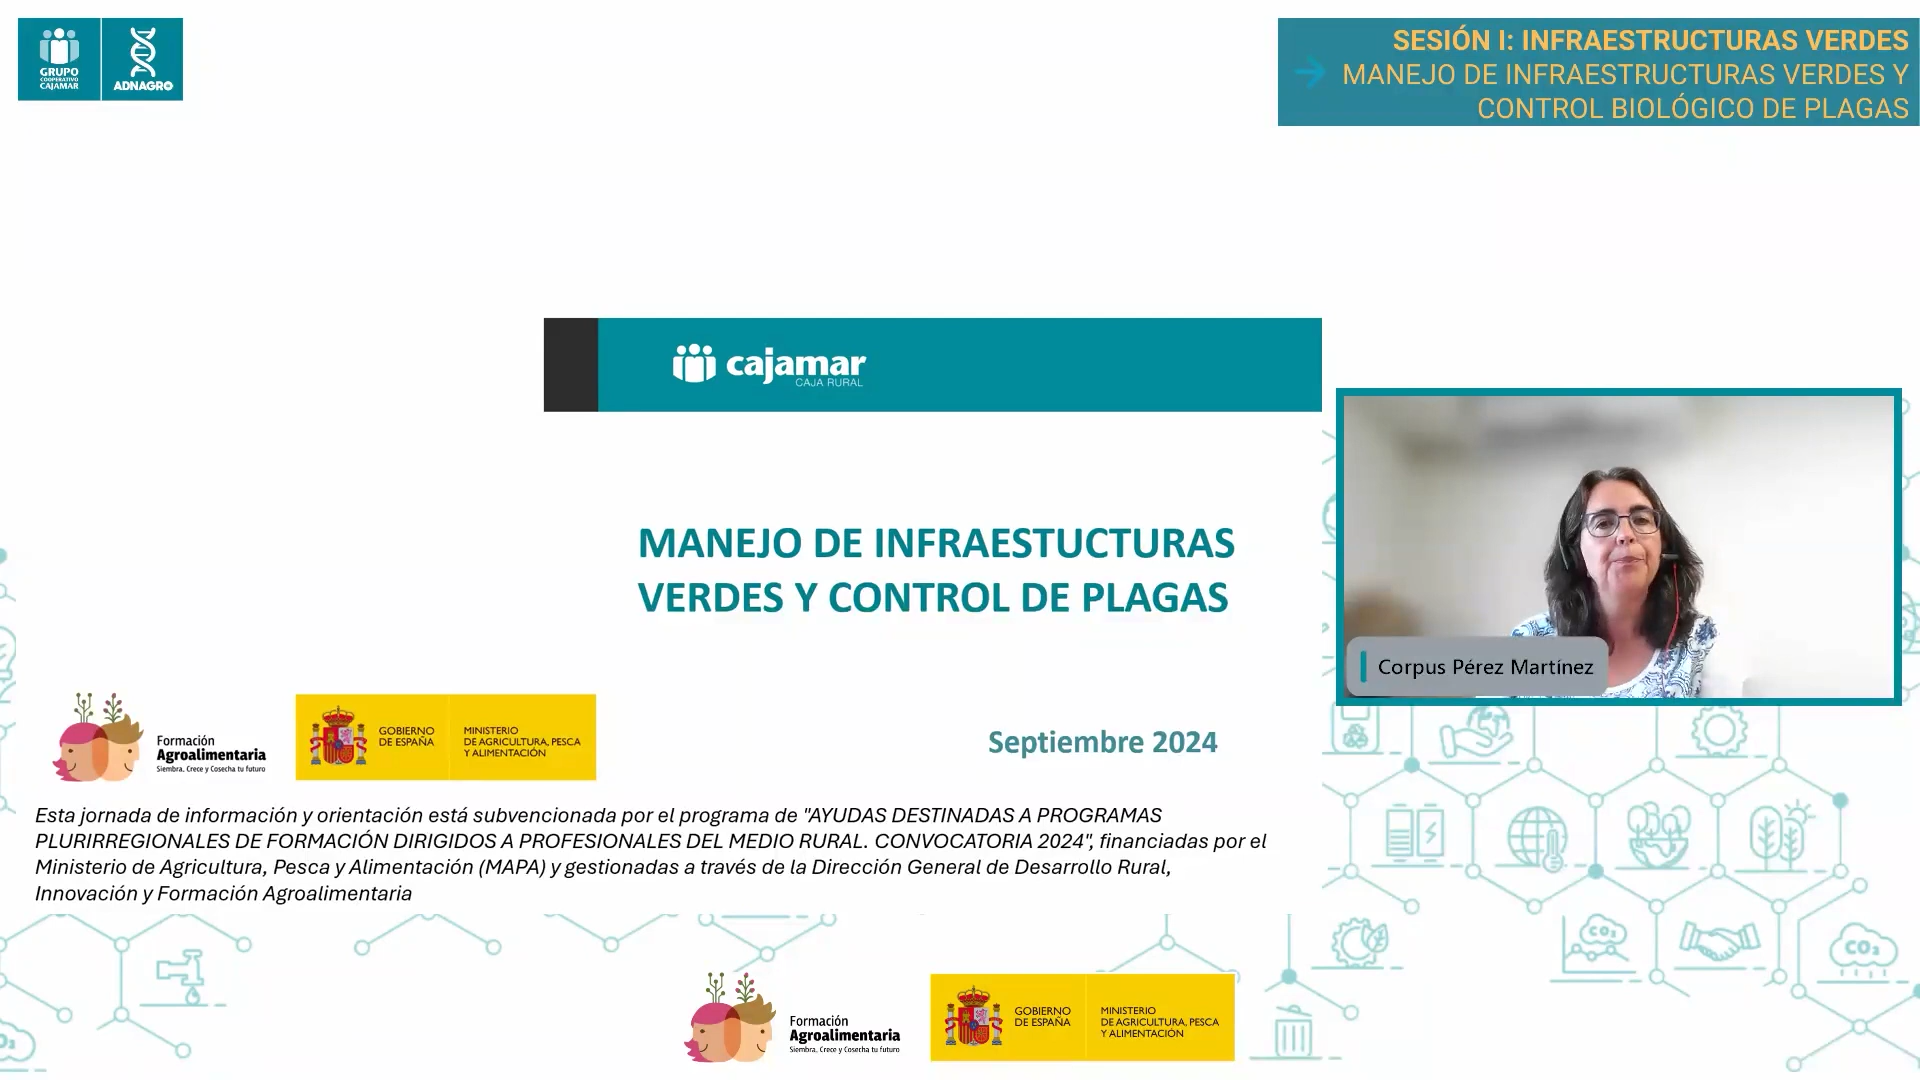 GRUPO
COOPERATIVO
CAJAMAR
ADNAGRO
SESIÓN I: INFRAESTRUCTURAS VERDES
MANEJO DE INFRAESTRUCTURAS VERDES Y
CONTROL BIOLÓGICO DE PLAGAS
cajamar
CAJA RURAL
MANEJO DE INFRAESTUCTURAS
VERDES Y CONTROL DE PLAGAS
Corpus Pérez Martínez
Septiembre 2024
Formación
Agroalimentaria
Siembra, Crece y Cosecha tu futuro
GOBIERNO
DE ESPAÑA
MINISTERIO
DE AGRICULTURA, PESCA
Y ALIMENTACIÓN
Esta jornada de información y orientación está subvencionada por el programa de "AYUDAS DESTINADAS A PROGRAMAS
PLURIRREGIONALES DE FORMACIÓN DIRIGIDOS A PROFESIONALES DEL MEDIO RURAL. CONVOCATORIA 2024", financiadas por el
Ministerio de Agricultura, Pesca y Alimentación (MAPA) y gestionadas a través de la Dirección General de Desarrollo Rural,
Innovación y Formación Agroalimentaria
CO₂
CO₂
Formación
Agroalimentaria
Siembra, Crece y Cosecha tu futuro
GOBIERNO
DE ESPAÑA
MINISTERIO
DE AGRICULTURA, PESCA
Y ALIMENTACIÓN